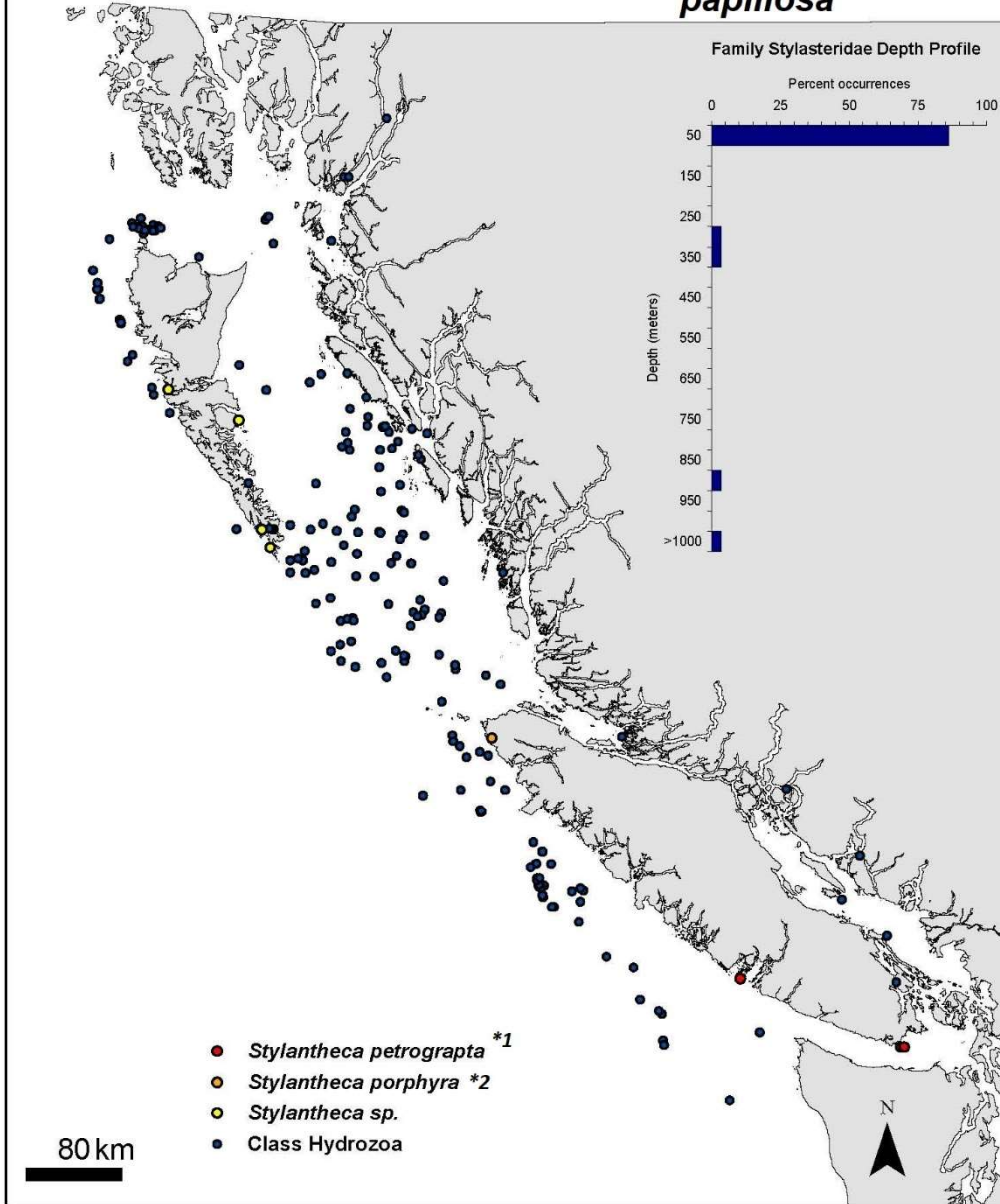 papillosa
Family Stylasteridae Depth Profile
Percent occurrences
0 25 50 75 100
Depth (meters)
50
150
250
350
450
550
650
750
850
950
>1000
Stylantheca petrograpta *1
Stylantheca porphyra *2
Stylantheca sp.
Class Hydrozoa
80 km
N